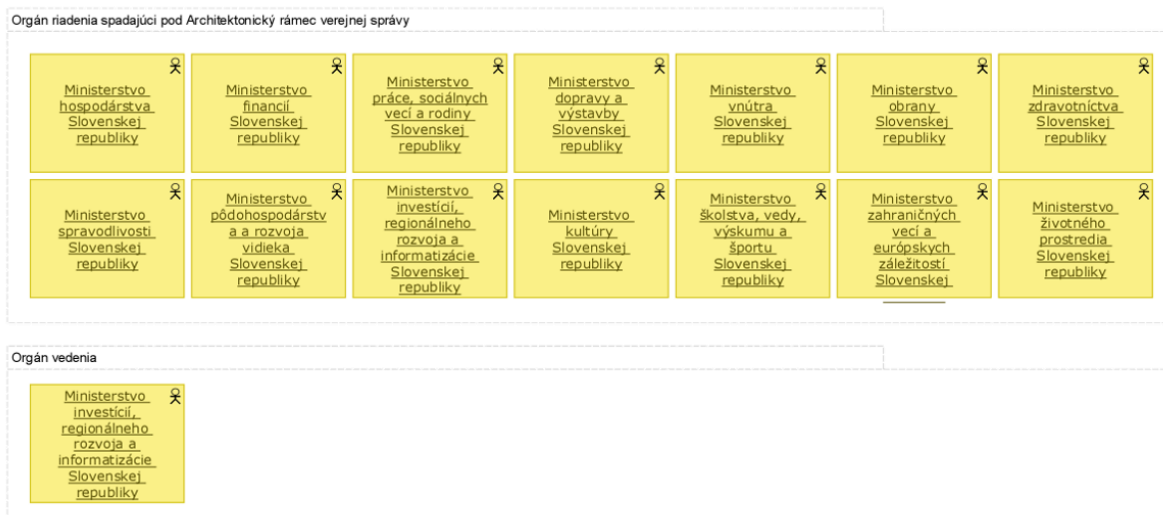 Orgán riadenia spadajúci pod Architektonický rámec verejnej správy
Ministerstvo
hospodárstva
Slovenskej
republiky
Ministerstvo
financií
Slovenskej
republiky
Ministerstvo
práce, sociálnych
vecí a rodiny
Slovenskej
republiky
Ministerstvo
dopravy a
výstavby
Slovenskej
republiky
Ministerstvo
vnútra
Slovenskej
republiky
Ministerstvo
obrany
Slovenskej
republiky
Ministerstvo
zdravotníctva
Slovenskej
republiky
Ministerstvo
spravodlivosti
Slovenskej
republiky
Ministerstvo
pôdohospodárstv
a a rozvoja
vidieka
Slovenskej
republiky
Ministerstvo
investícií,
regionálneho
rozvoja a
informatizácie
Slovenskej
republiky
Ministerstvo
kultúry
Slovenskej
republiky
Ministerstvo
školstva, vedy,
výskumu a
športu
Slovenskej
republiky
Ministerstvo
zahraničných
vecí a
európskych
záležitostí
Slovenskej
Ministerstvo
životného
prostredia
Slovenskej
republiky
Orgán vedenia
Ministerstvo
investícií,
regionálneho
rozvoja a
informatizácie
Slovenskej
republiky